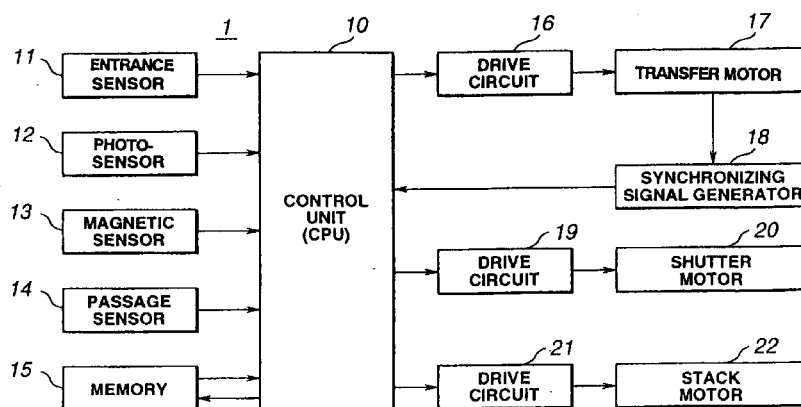 1
10
16
17
11
ENTRANCE
SENSOR
DRIVE
CIRCUIT
TRANSFER MOTOR
12
PHOTO-
SENSOR
18
SYNCHRONIZING
SIGNAL GENERATOR
13
MAGNETIC
SENSOR
CONTROL
UNIT
(CPU)
19
20
DRIVE
CIRCUIT
SHUTTER
MOTOR
14
PASSAGE
SENSOR
21
22
15
MEMORY
DRIVE
CIRCUIT
STACK
MOTOR